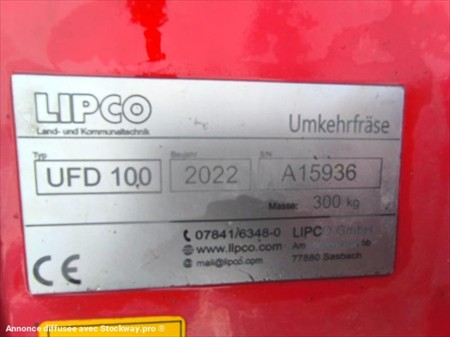 LIPCO
Land- und Kommunaltechnik
Umkehrfräse
Typ Baujahr S/N
UFD 100 2022 A15936
Masse: 300 kg
07841/6348-0 LIPCO GmbH
www.lipco.com Am
mail@lipco.com 77880 Sasbach
CE
Annonce diffusée avec Stockway.pro ®